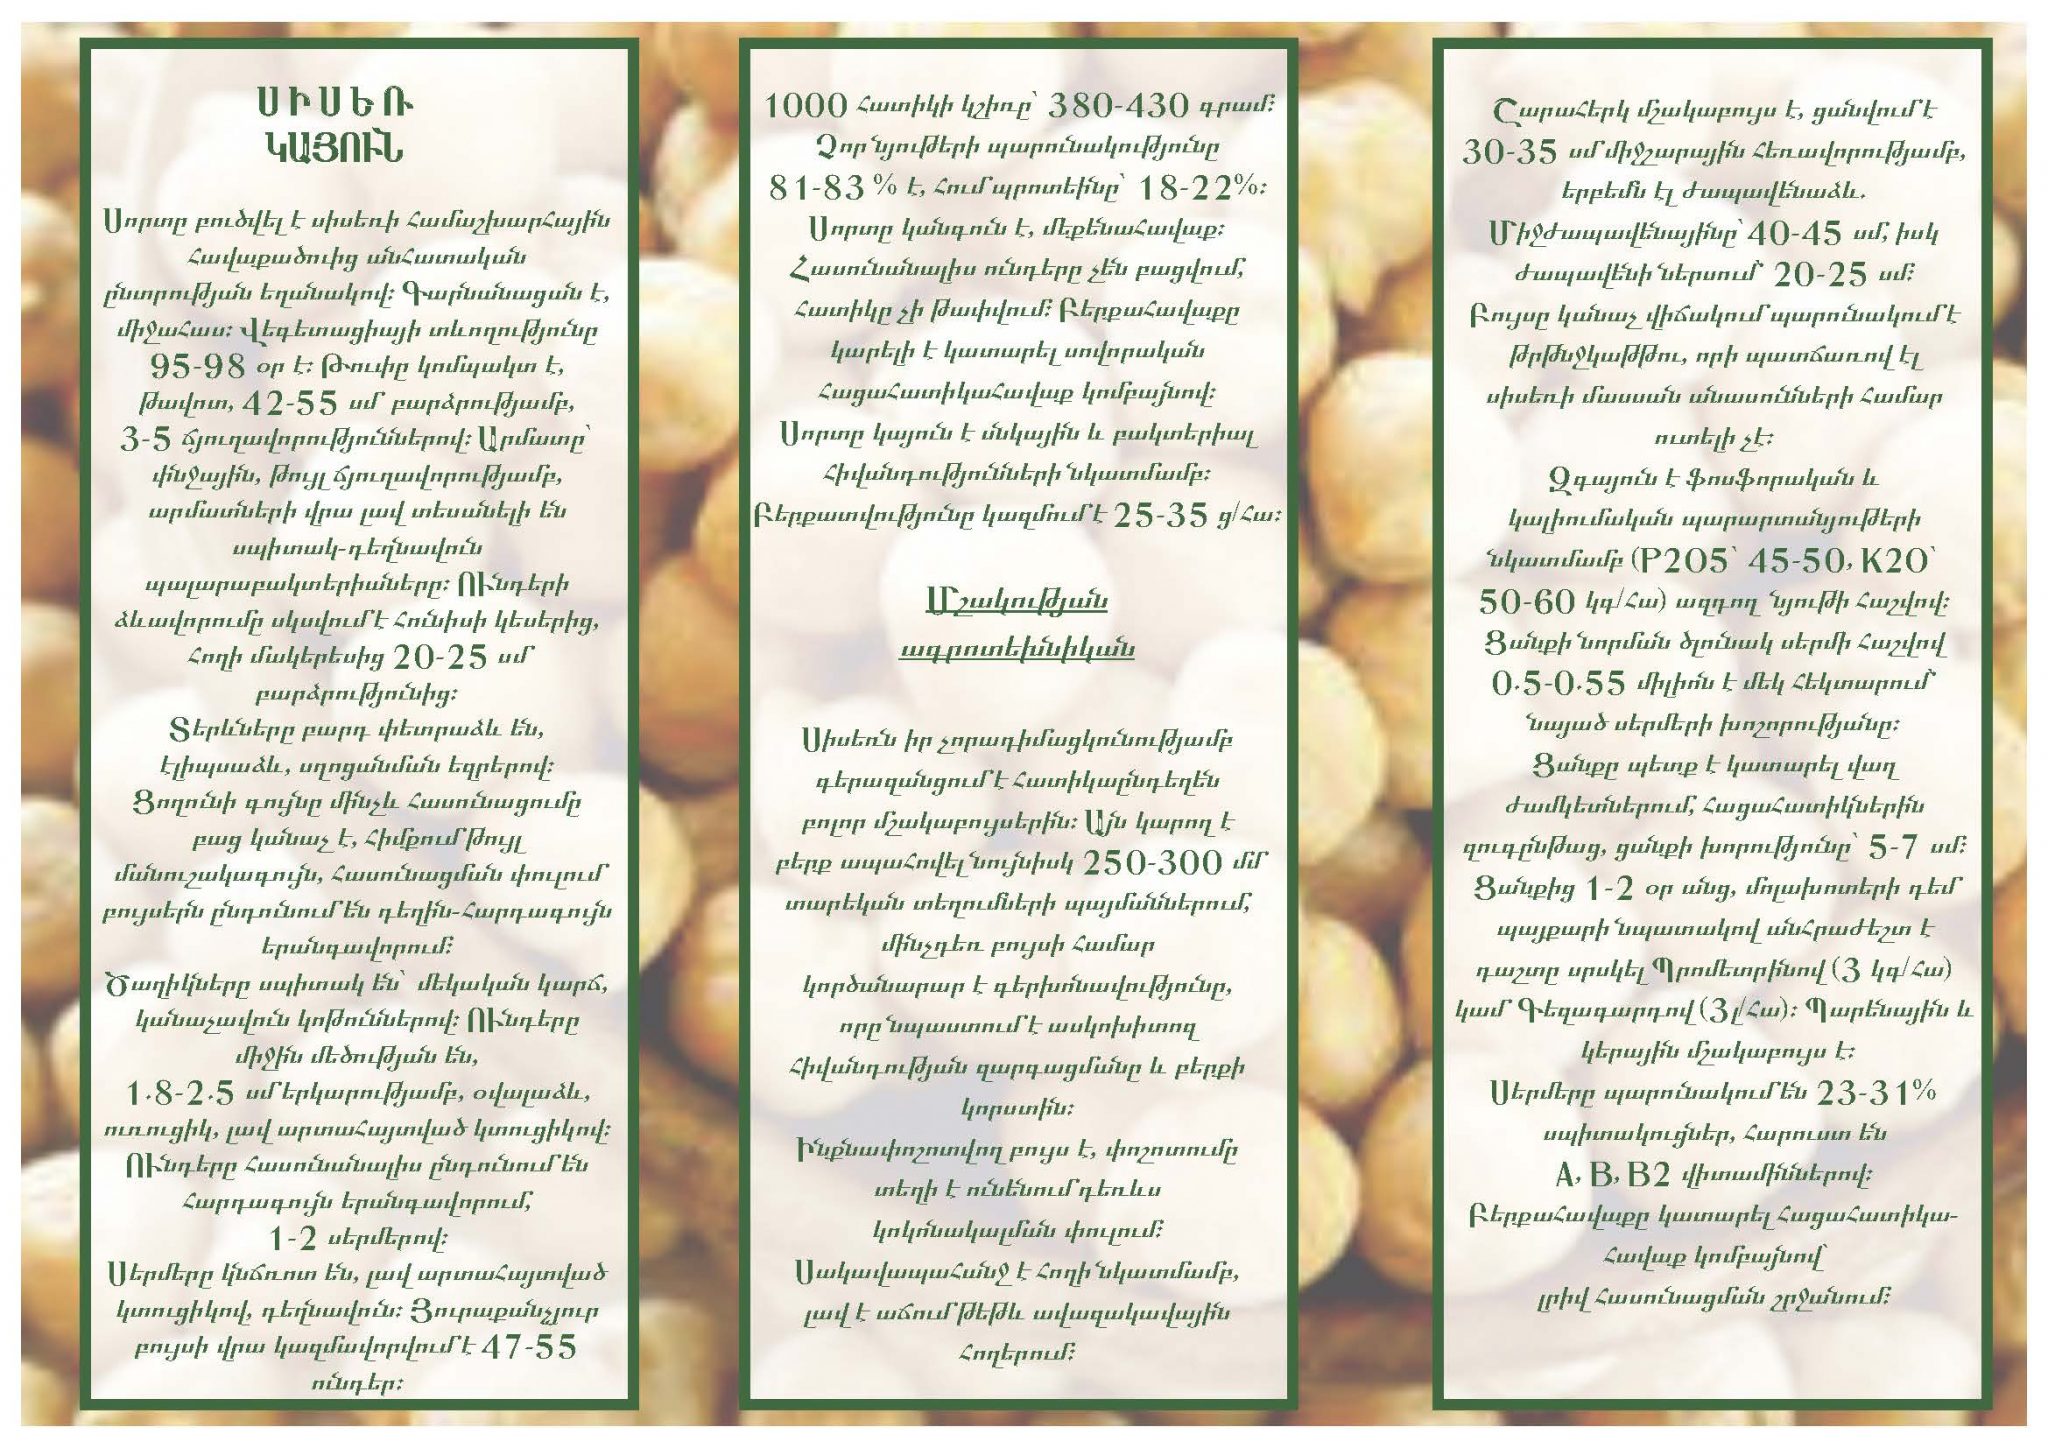 ՍԻՍԵՌ
ԿԱՅՈՒՆ
Սորտը բուծվել է սիսեռի համաշխարհային
հավաքածուից անհատական
ընտրության եղանակով: Գարնանացան է,
միջահաս: Վեգետացիայի տևողությունը
95-98 օր է: Թուփը կոմպակտ է,
թավոտ, 42-55 սմ բարձրությամբ,
3-5 ճյուղավորություններով: Արմատը՝
փնջային, թույլ ճյուղավորությամբ,
արմատների վրա լավ տեսանելի են
սպիտակ-դեղնավուն
պալարաբակտերիաները: ՈՒնդերի
ձևավորումը սկսվում է հունիսի կեսերից,
հողի մակերեսից 20-25 սմ
բարձրությունից:
Տերևները բարդ փետրաձև են,
էլիպսաձև, սղոցանման եզրերով:
Ցողունի գույնը մինչև հասունացումը
բաց կանաչ է, հիմքում թույլ
մանուշակագույն, հասունացման փուլում
բույսերն ընդունում են դեղին-հարդագույն
երանգավորում:
Ծաղիկները սպիտակ են՝ մեկական կարճ,
կանաչավուն կոթուններով: ՈՒնդերը
միջին մեծության են,
1.8-2.5 սմ երկարությամբ, օվալաձև,
ուռուցիկ, լավ արտահայտված կտուցիկով:
ՈՒնդերը հասունանալիս ընդունում են
հարդագույն երանգավորում,
1-2 սերմերով:
Սերմերը կնճռոտ են, լավ արտահայտված
կտուցիկով, դեղնավուն: Յուրաքանչյուր
բույսի վրա կազմավորվում է 47-55
ունդեր:
1000 հատիկի կշիռը՝ 380-430 գրամ:
Չոր նյութերի պարունակությունը
81-83 % է, հում պրոտեինը՝ 18-22%:
Սորտը կանգուն է, մեքենահավաք:
Հասունանալիս ունդերը չեն բացվում,
հատիկը չի թափվում: Բերքահավաքը
կարելի է կատարել սովորական
հացահատիկահավաք կոմբայնով:
Սորտը կայուն է սնկային և բակտերիալ
հիվանդությունների նկատմամբ:
Բերքատվությունը կազմում է 25-35 ց/հա:
Մշակության
ագրոտեխնիկան
Սիսեռն իր չորադիմացկունությամբ
գերազանցում է հատիկաընդեղեն
բոլոր մշակաբույսերին: Այն կարող է
բերք ապահովել նույնիսկ 250-300 մմ
տարեկան տեղումների պայմաններում,
մինչդեռ բույսի համար
կործանարար է գերխոնավությունը,
որը նպաստում է ասկոխիտոզ
հիվանդության զարգացմանը և բերքի
կորստին:
Ինքնափոշոտվող բույս է, փոշոտումը
տեղի է ունենում դեռևս
կոկոնակալման փուլում:
Սակավապահանջ է հողի նկատմամբ,
լավ է աճում թեթև ավազակավային
հողերում:
Շարահերկ մշակաբույս է, ցանվում է
30-35 սմ միջշարային հեռավորությամբ,
երբեմն էլ ժապավենաձև.
Միջժապավենայինը՝ 40-45 սմ, իսկ
ժապավենի ներսում՝ 20-25 սմ:
Բույսը կանաչ վիճակում պարունակում է
թրթնջկաթթու, որի պատճառով էլ
սիսեռի մասսան անասունների համար
ուտելի չէ:
Զգայուն է ֆոսֆորական և
կալիումական պարարտանյութերի
նկատմամբ (P2O5՝ 45-50, K2O՝
50-60 կգ/հա) ազդող նյութի հաշվով:
Ցանքի նորման ծլունակ սերմի հաշվով
0.5-0.55 միլիոն է մեկ հեկտարում՝
նայած սերմերի խոշորությանը:
Ցանքը պետք է կատարել վաղ
ժամկետներում, հացահատիկներին
զուգընթաց, ցանքի խորությունը՝ 5-7 սմ:
Ցանքից 1-2 օր անց, մոլախոտերի դեմ
պայքարի նպատակով անհրաժեշտ է
դաշտը սրսկել Պրոմետրինով (3 կգ/հա)
կամ Գեզագարդով (3լ/հա): Պարենային և
կերային մշակաբույս է:
Սերմերը պարունակում են 23-31%
սպիտակուցներ, հարուստ են
A, B, B2 վիտամիններով:
Բերքահավաքը կատարել հացահատիկա-
հավաք կոմբայնով՝
լրիվ հասունացման շրջանում: